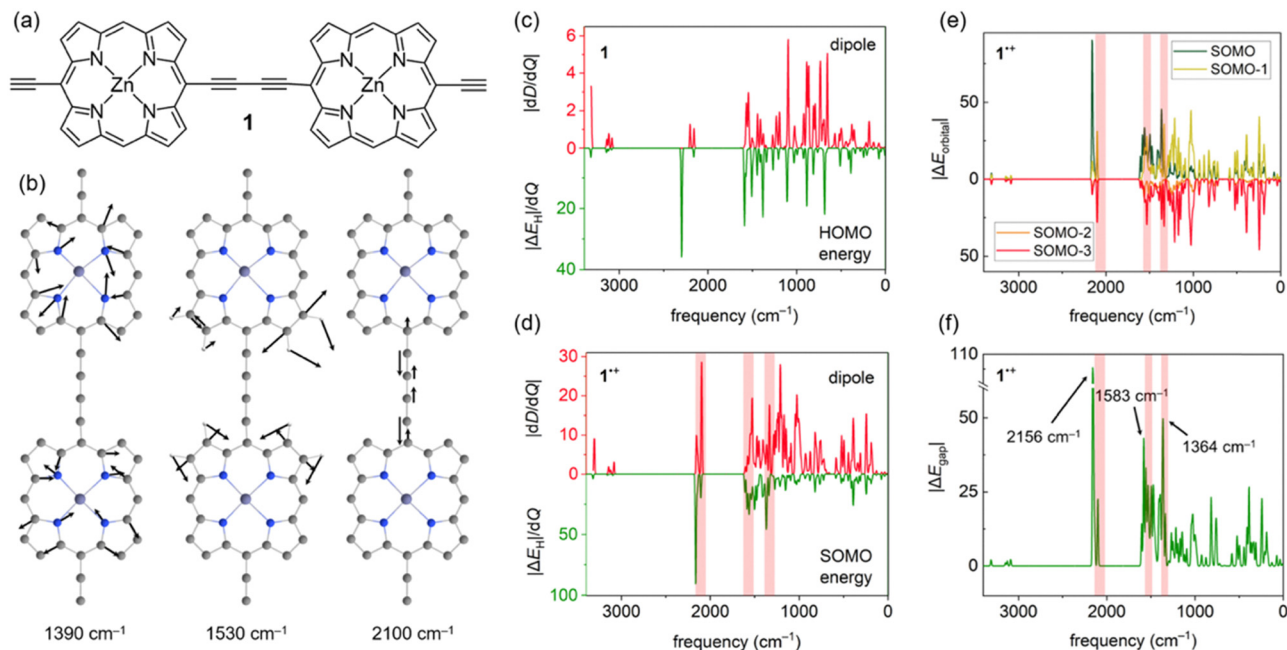 (a)
N
N
N
N
Zn
N
N
N
N
Zn
1
(b)
1390 cm⁻¹
1530 cm⁻¹
2100 cm⁻¹
(c)
1
dipole
|dD/dQ|
6
4
2
0
|ΔE_H|/dQ
0
20
40
HOMO
energy
3000
2000
1000
0
frequency (cm⁻¹)
(d)
1•+
dipole
|dD/dQ|
30
20
10
0
|ΔE_H|/dQ
50
100
SOMO
energy
3000
2000
1000
0
frequency (cm⁻¹)
(e)
1•+
SOMO
SOMO-1
|ΔE_orbital|
50
0
50
SOMO-2
SOMO-3
3000
2000
1000
0
frequency (cm⁻¹)
(f)
1•+
|ΔE_gap|
110
50
25
0
2156 cm⁻¹
1583 cm⁻¹
1364 cm⁻¹
3000
2000
1000
0
frequency (cm⁻¹)